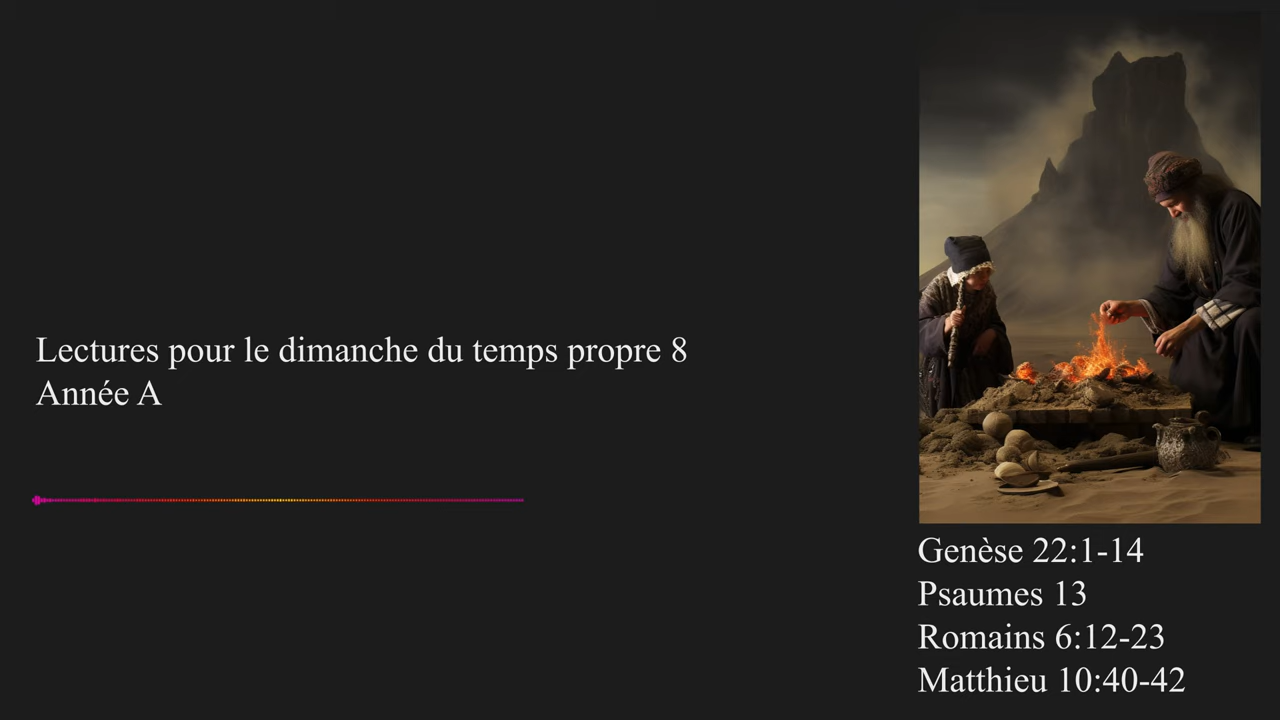 Lectures pour le dimanche du temps propre 8
Année A
Genèse 22:1-14
Psaumes 13
Romains 6:12-23
Matthieu 10:40-42